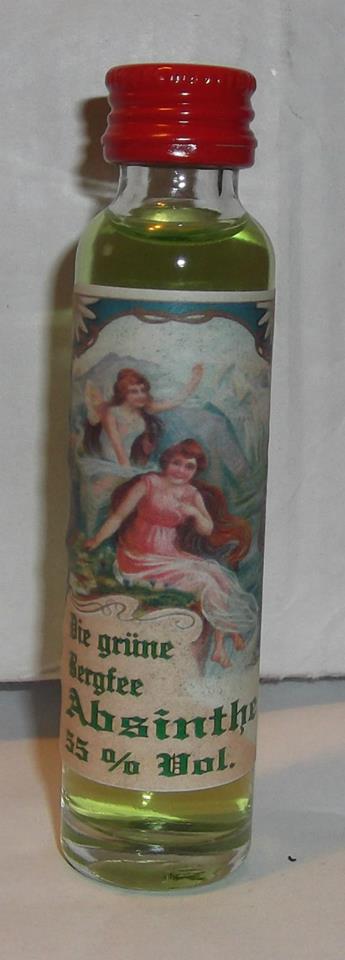 Die grüne
Bergfee
Absinthe
55 % Vol.